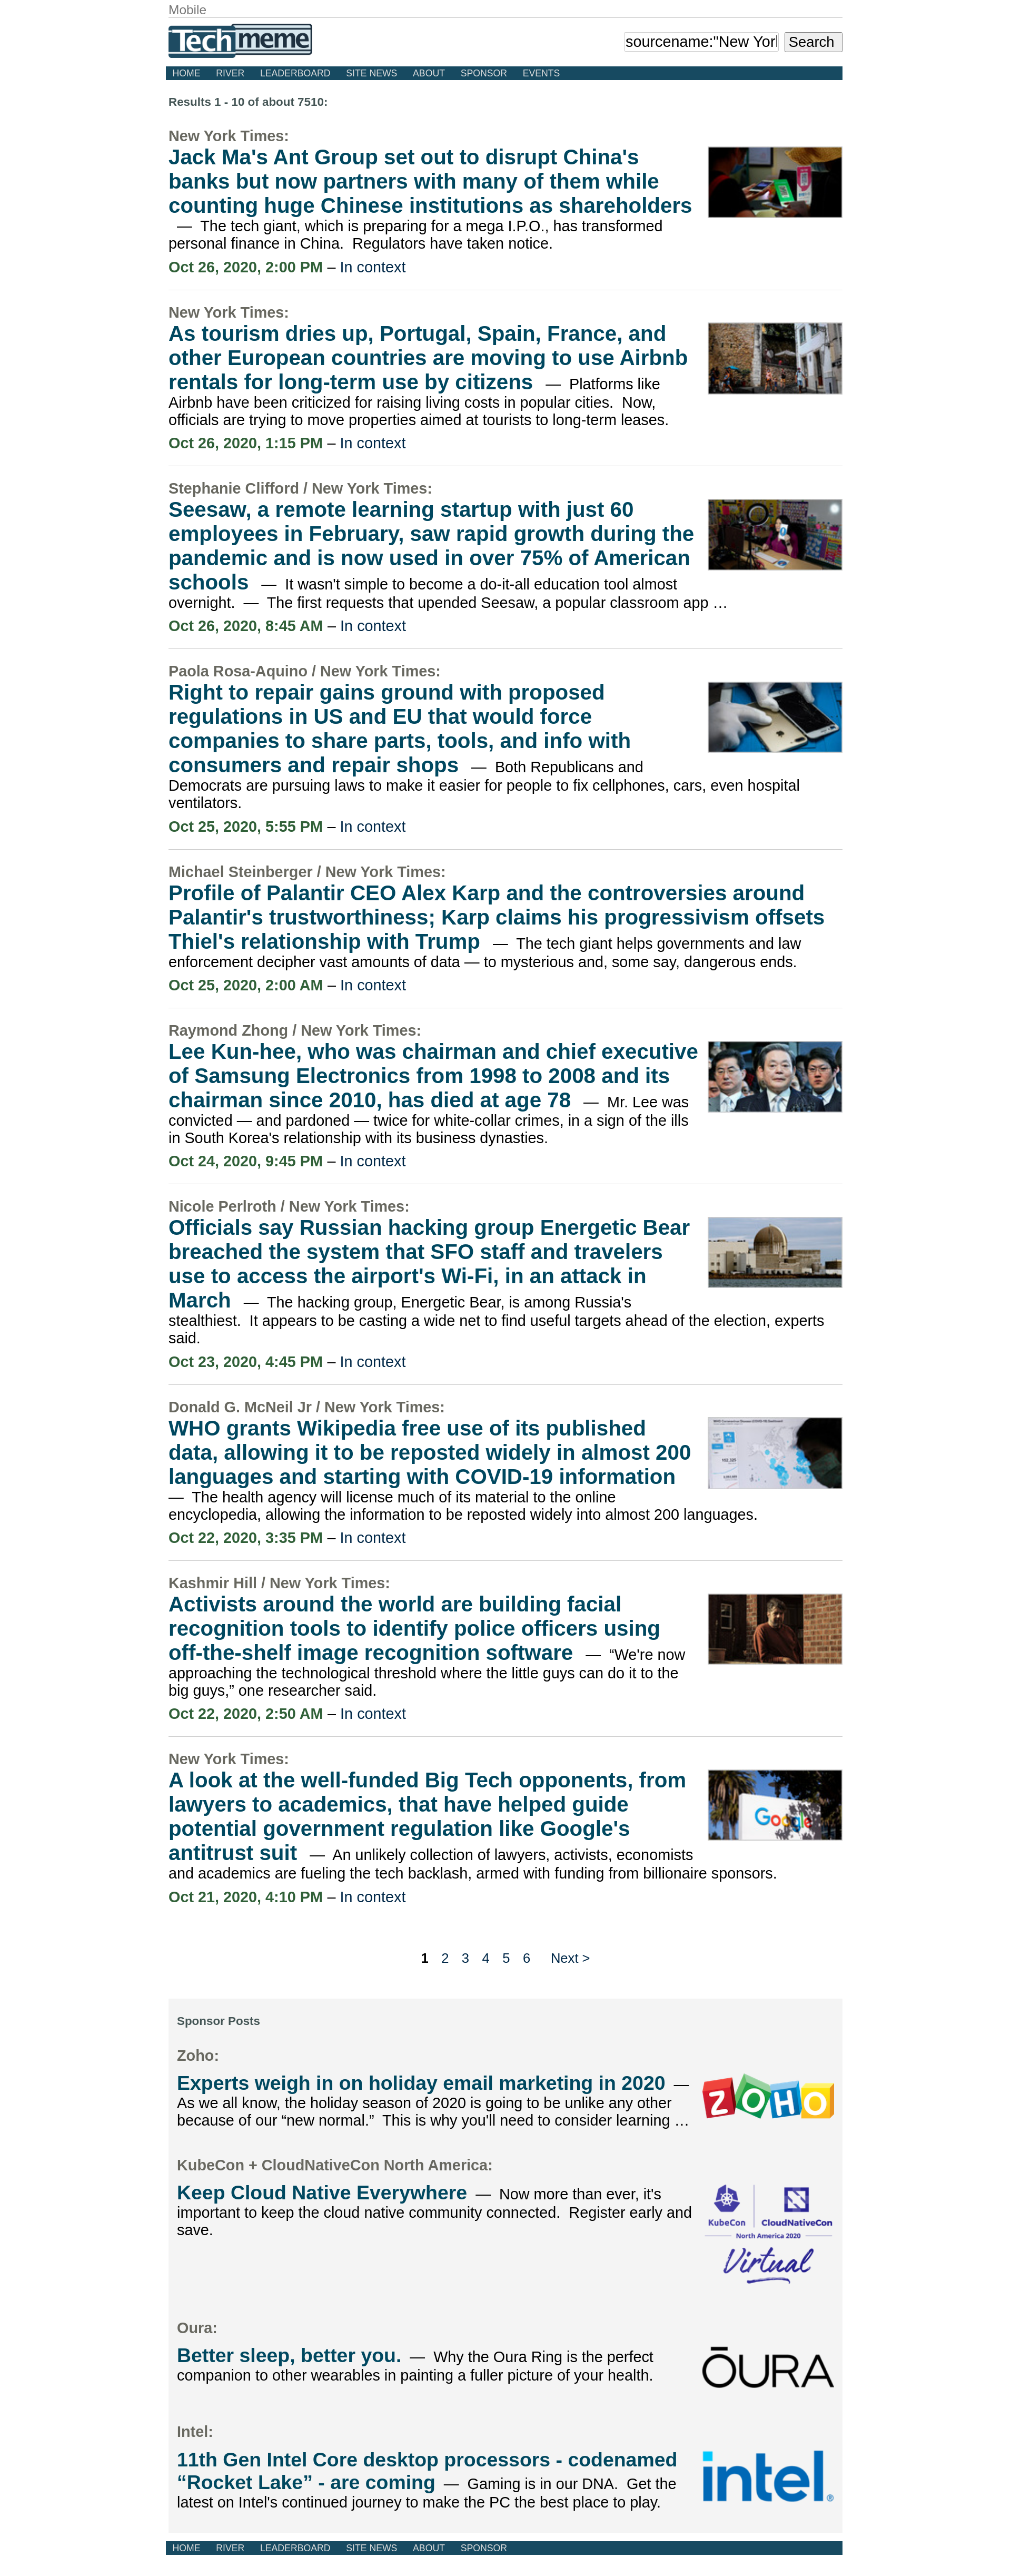 Mobile
Techmeme
sourcename:"New Yorl Search
HOME RIVER LEADERBOARD SITE NEWS ABOUT SPONSOR EVENTS
Results 1 - 10 of about 7510:
New York Times:
Jack Ma's Ant Group set out to disrupt China's
banks but now partners with many of them while
counting huge Chinese institutions as shareholders
— The tech giant, which is preparing for a mega I.P.O., has transformed
personal finance in China. Regulators have taken notice.
Oct 26, 2020, 2:00 PM – In context
New York Times:
As tourism dries up, Portugal, Spain, France, and
other European countries are moving to use Airbnb
rentals for long-term use by citizens — Platforms like
Airbnb have been criticized for raising living costs in popular cities. Now,
officials are trying to move properties aimed at tourists to long-term leases.
Oct 26, 2020, 1:15 PM – In context
Stephanie Clifford / New York Times:
Seesaw, a remote learning startup with just 60
employees in February, saw rapid growth during the
pandemic and is now used in over 75% of American
schools — It wasn't simple to become a do-it-all education tool almost
overnight. — The first requests that upended Seesaw, a popular classroom app …
Oct 26, 2020, 8:45 AM – In context
Paola Rosa-Aquino / New York Times:
Right to repair gains ground with proposed
regulations in US and EU that would force
companies to share parts, tools, and info with
consumers and repair shops — Both Republicans and
Democrats are pursuing laws to make it easier for people to fix cellphones, cars, even hospital
ventilators.
Oct 25, 2020, 5:55 PM – In context
Michael Steinberger / New York Times:
Profile of Palantir CEO Alex Karp and the controversies around
Palantir's trustworthiness; Karp claims his progressivism offsets
Thiel's relationship with Trump — The tech giant helps governments and law
enforcement decipher vast amounts of data — to mysterious and, some say, dangerous ends.
Oct 25, 2020, 2:00 AM – In context
Raymond Zhong / New York Times:
Lee Kun-hee, who was chairman and chief executive
of Samsung Electronics from 1998 to 2008 and its
chairman since 2010, has died at age 78 — Mr. Lee was
convicted — and pardoned — twice for white-collar crimes, in a sign of the ills
in South Korea's relationship with its business dynasties.
Oct 24, 2020, 9:45 PM – In context
Nicole Perlroth / New York Times:
Officials say Russian hacking group Energetic Bear
breached the system that SFO staff and travelers
use to access the airport's Wi-Fi, in an attack in
March — The hacking group, Energetic Bear, is among Russia's
stealthiest. It appears to be casting a wide net to find useful targets ahead of the election, experts
said.
Oct 23, 2020, 4:45 PM – In context
Donald G. McNeil Jr / New York Times:
WHO grants Wikipedia free use of its published
data, allowing it to be reposted widely in almost 200
languages and starting with COVID-19 information
— The health agency will license much of its material to the online
encyclopedia, allowing the information to be reposted widely into almost 200 languages.
Oct 22, 2020, 3:35 PM – In context
Kashmir Hill / New York Times:
Activists around the world are building facial
recognition tools to identify police officers using
off-the-shelf image recognition software — “We're now
approaching the technological threshold where the little guys can do it to the
big guys,” one researcher said.
Oct 22, 2020, 2:50 AM – In context
New York Times:
A look at the well-funded Big Tech opponents, from
lawyers to academics, that have helped guide
potential government regulation like Google's
antitrust suit — An unlikely collection of lawyers, activists, economists
and academics are fueling the tech backlash, armed with funding from billionaire sponsors.
Google
Oct 21, 2020, 4:10 PM – In context
1 2 3 4 5 6 Next >
Sponsor Posts
Zoho:
Experts weigh in on holiday email marketing in 2020 —
As we all know, the holiday season of 2020 is going to be unlike any other
because of our “new normal.” This is why you'll need to consider learning …
ZOHO
KubeCon + CloudNativeCon North America:
Keep Cloud Native Everywhere — Now more than ever, it's
important to keep the cloud native community connected. Register early and
save.
KubeCon CloudNativeCon
North America 2020
Virtual
Oura:
Better sleep, better you. — Why the Oura Ring is the perfect
companion to other wearables in painting a fuller picture of your health.
ŌURA
Intel:
11th Gen Intel Core desktop processors - codenamed
“Rocket Lake” - are coming — Gaming is in our DNA. Get the
latest on Intel's continued journey to make the PC the best place to play.
intel®
HOME RIVER LEADERBOARD SITE NEWS ABOUT SPONSOR